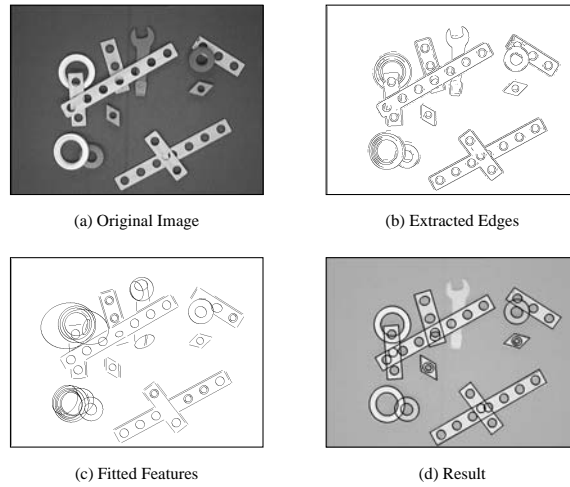 (a) Original Image
(b) Extracted Edges
(c) Fitted Features
(d) Result